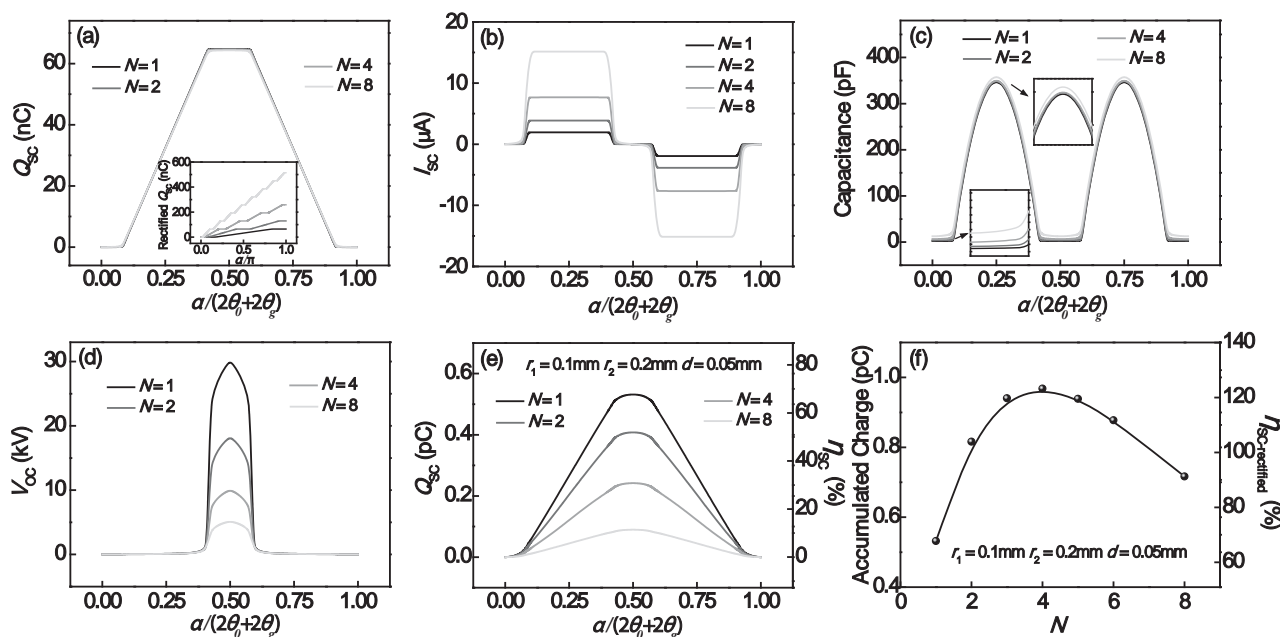 (a)
N=1
N=2
N=4
N=8
Q_SC (nC)
60
40
20
0
0.00 0.25 0.50 0.75 1.00
α/(2θ₀+2θ_g)
Rectified Q_SC (nC)
600
400
200
0
0.0 0.5 1.0
α/π
(b)
N=1
N=2
N=4
N=8
I_SC (μA)
20
10
0
-10
-20
0.00 0.25 0.50 0.75 1.00
α/(2θ₀+2θ_g)
(c)
N=1
N=2
N=4
N=8
Capacitance (pF)
400
300
200
100
0
0.00 0.25 0.50 0.75 1.00
α/(2θ₀+2θ_g)
(d)
N=1
N=2
N=4
N=8
V_OC (kV)
30
20
10
0
0.00 0.25 0.50 0.75 1.00
α/(2θ₀+2θ_g)
(e)
r₁=0.1mm r₂=0.2mm d=0.05mm
N=1
N=2
N=4
N=8
Q_SC (pC)
0.6
0.4
0.2
0.0
0.00 0.25 0.50 0.75 1.00
α/(2θ₀+2θ_g)
η_SC (%)
80
60
40
20
0
(f)
Accumulated Charge (pC)
1.0
0.8
0.6
0.4
0 2 4 6 8
N
r₁=0.1mm r₂=0.2mm d=0.05mm
η_SC-rectified (%)
140
120
100
80
60